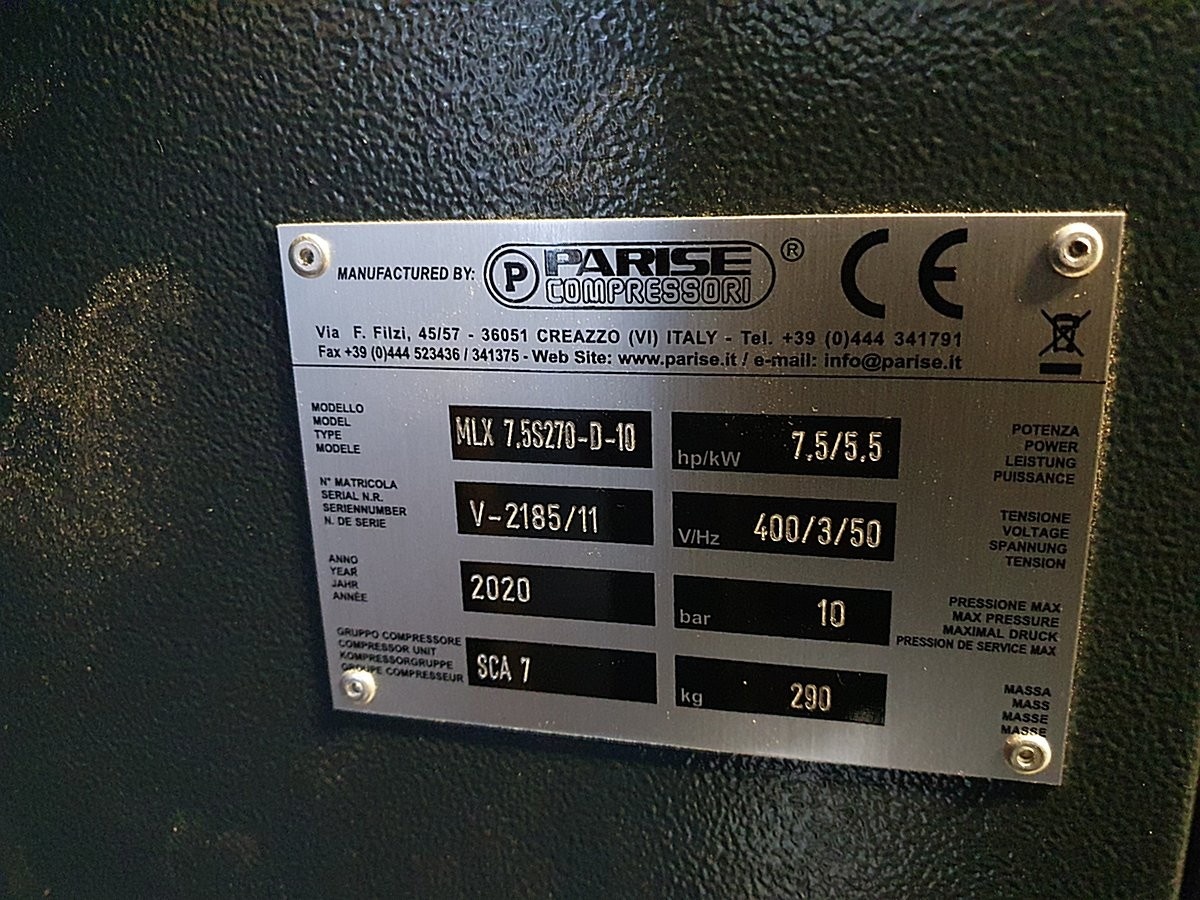 MANUFACTURED BY: P PARISE COMPRESSORI ® CE
Via F. Filzi, 45/57 - 36051 CREAZZO (VI) ITALY - Tel. +39 (0)444 341791
Fax +39 (0)444 523436 / 341375 - Web Site: www.parise.it / e-mail: info@parise.it
MODELLO
MODEL
TYPE
MODELE
MLX 7.5S270-D-10
hp/kW 7.5/5.5
POTENZA
POWER
LEISTUNG
PUISSANCE
N° MATRICOLA
SERIAL N.R.
SERIENNUMBER
N. DE SERIE
V-2185/11
V/Hz 400/3/50
TENSIONE
VOLTAGE
SPANNUNG
TENSION
ANNO
YEAR
JAHR
ANNÈE
2020
bar 10
PRESSIONE MAX
MAX PRESSURE
MAXIMAL DRUCK
PRESSION DE SERVICE MAX
GRUPPO COMPRESSORE
COMPRESSOR UNIT
KOMPRESSORGRUPPE
GROUPE COMPRESSEUR
SCA 7
kg 290
MASSA
MASS
MASSE
MASSE